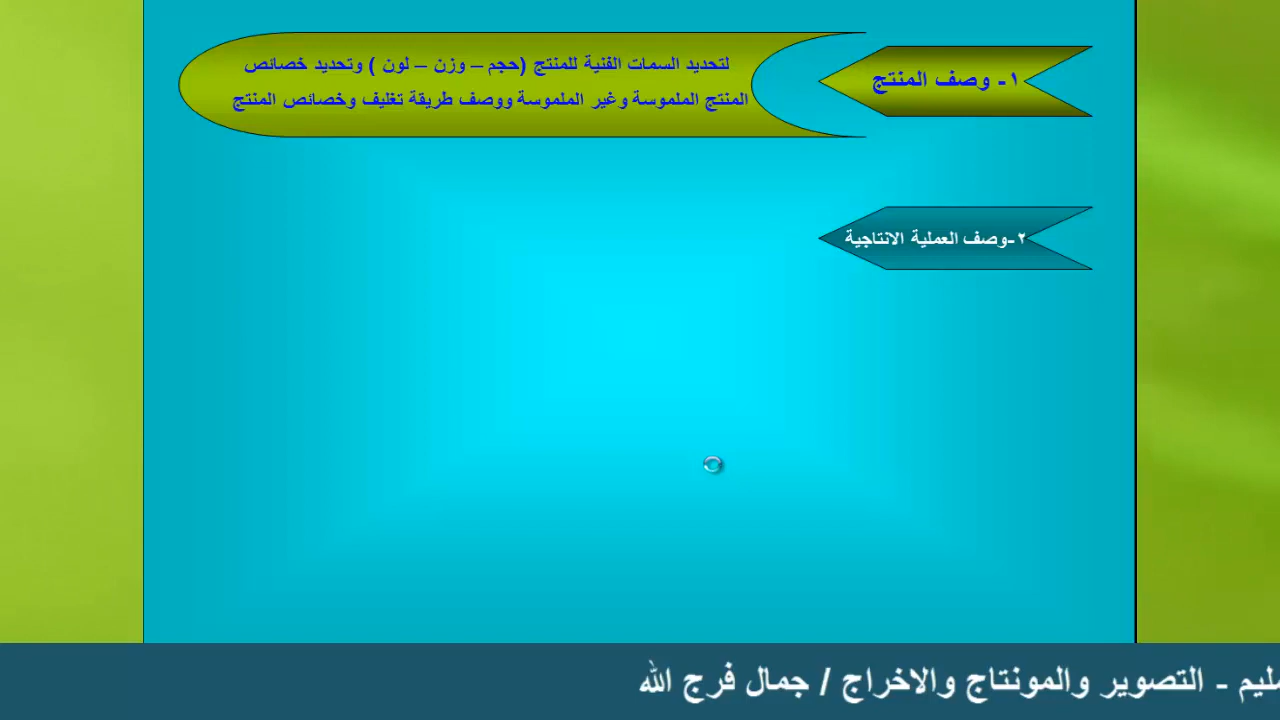 ١- وصف المنتج
لتحديد السمات الفنية للمنتج (حجم – وزن – لون ) وتحديد خصائص
المنتج الملموسة وغير الملموسة ووصف طريقة تغليف وخصائص المنتج
٢-وصف العملية الانتاجية
- التصوير والمونتاج والاخراج / جمال فرج الله